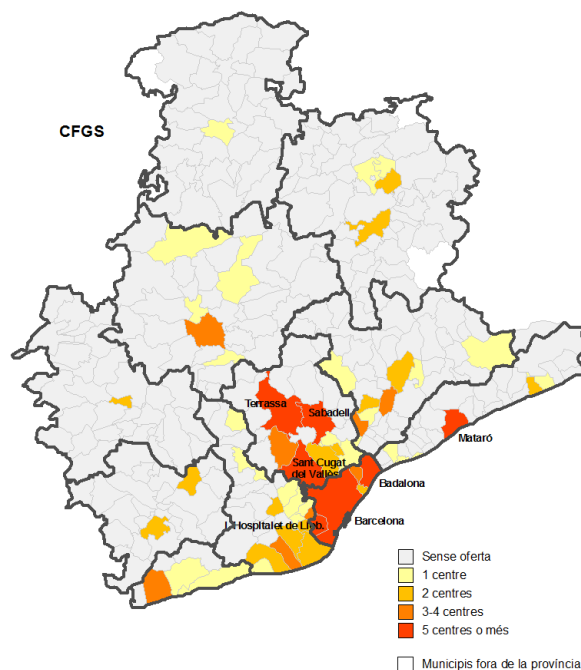 CFGS
Terrassa
Sabadell
Mataró
Sant Cugat
del Vallès
Badalona
L'Hospitalet de Llob.
Barcelona
Sense oferta
1 centre
2 centres
3-4 centres
5 centres o més
Municipis fora de la província